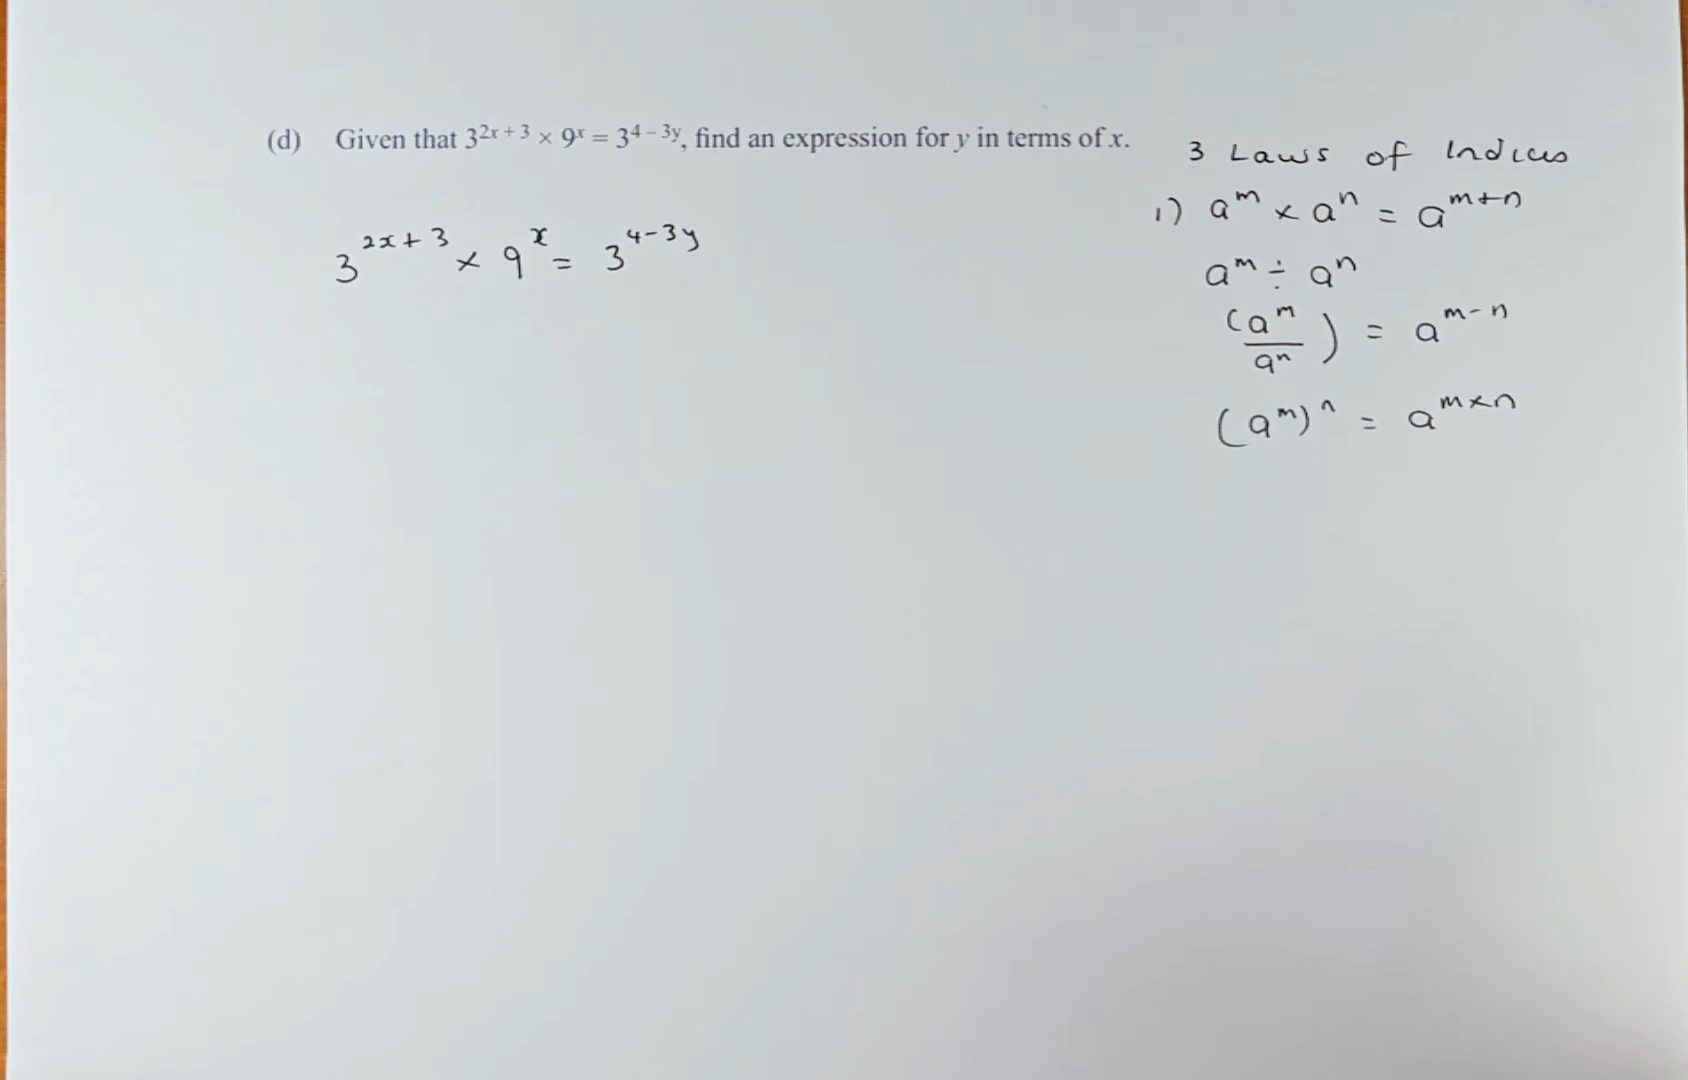 (d) Given that 3^{2x + 3} × 9^x = 3^{4 – 3y}, find an expression for y in terms of x.
3^{2x + 3} × 9^x = 3^{4-3y}
3 Laws of Indices
1) a^m × a^n = a^{m+n}
a^m ÷ a^n
(a^m/a^n) = a^{m-n}
(a^m)^n = a^{m×n}